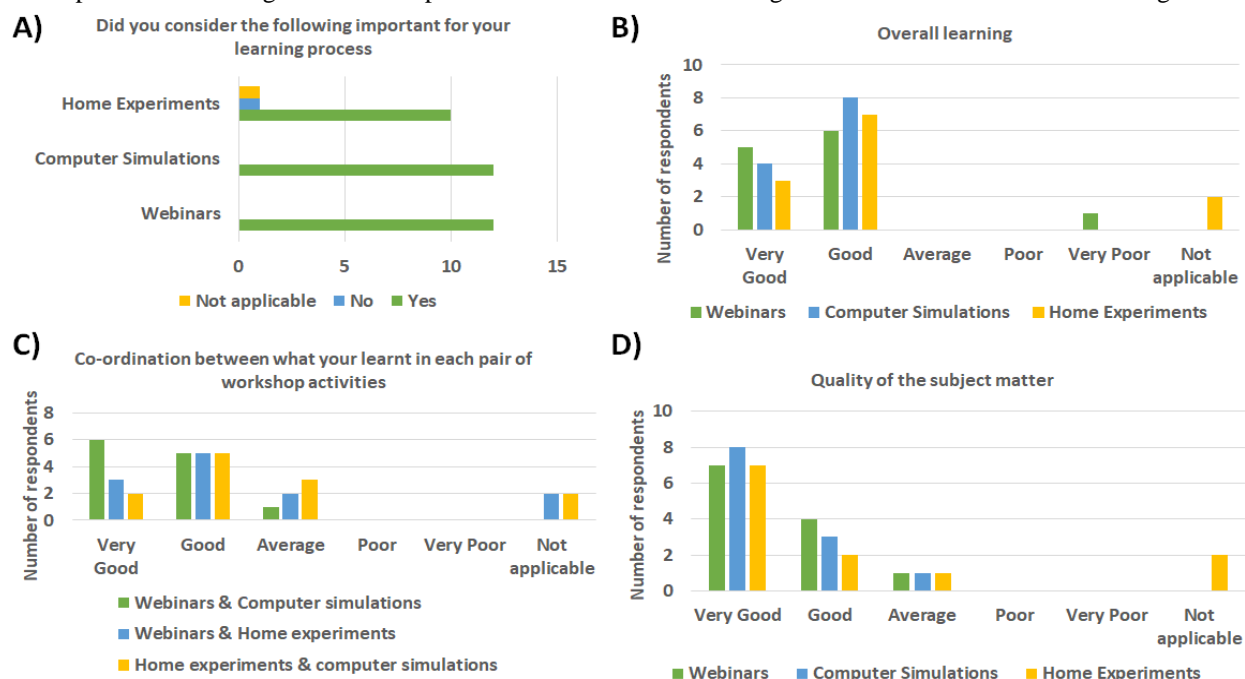 A)
Did you consider the following important for your
learning process
Home Experiments
Computer Simulations
Webinars
0 5 10 15
Not applicable No Yes
B)
Overall learning
Number of respondents
10
8
6
4
2
0
Very Good Good Average Poor Very Poor Not applicable
Webinars Computer Simulations Home Experiments
C)
Co-ordination between what your learnt in each pair of
workshop activities
Number of respondents
8
6
4
2
0
Very Good Good Average Poor Very Poor Not applicable
Webinars & Computer simulations
Webinars & Home experiments
Home experiments & computer simulations
D)
Quality of the subject matter
Number of respondents
10
8
6
4
2
0
Very Good Good Average Poor Very Poor Not applicable
Webinars Computer Simulations Home Experiments